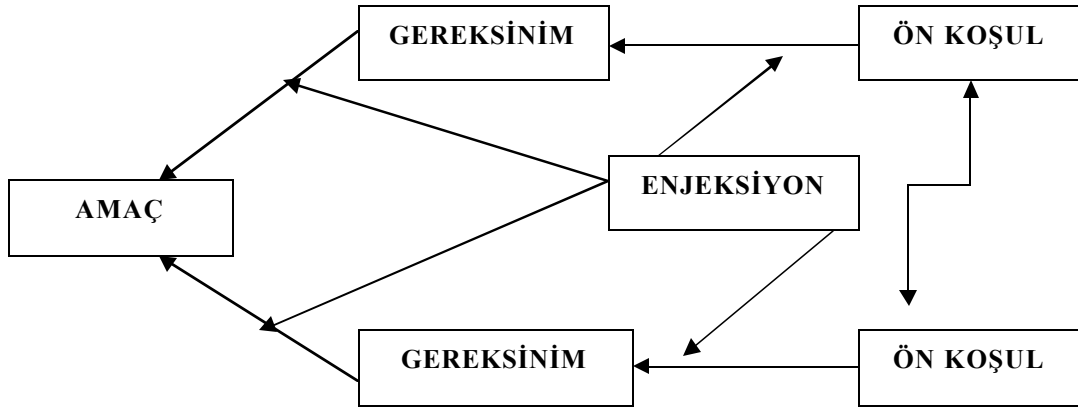 GEREKSİNİM
ÖN KOŞUL
ENJEKSİYON
AMAÇ
GEREKSİNİM
ÖN KOŞUL